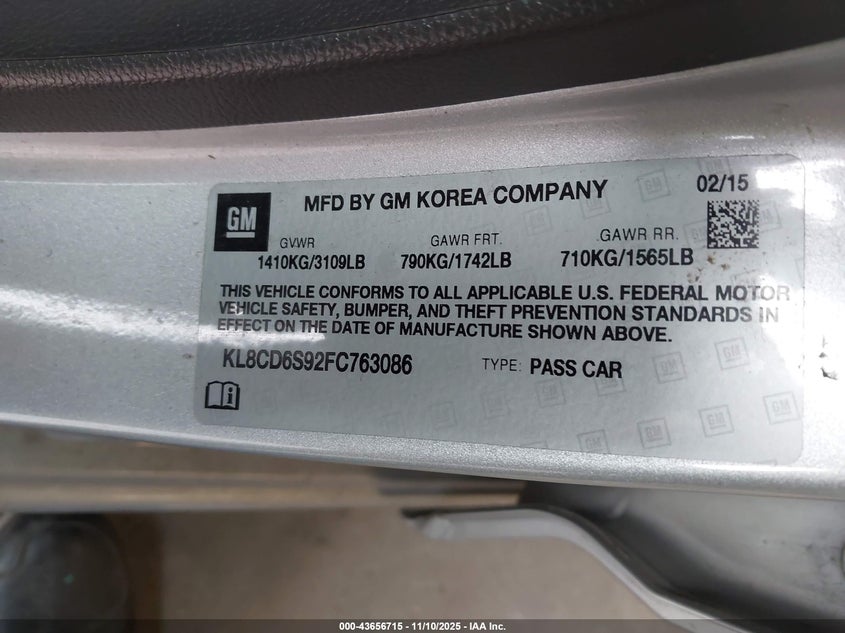 GM
MFD BY GM KOREA COMPANY
02/15
GVWR
GAWR FRT.
GAWR RR.
1410KG/3109LB
790KG/1742LB
710KG/1565LB
THIS VEHICLE CONFORMS TO ALL APPLICABLE U.S. FEDERAL MOTOR
VEHICLE SAFETY, BUMPER, AND THEFT PREVENTION STANDARDS IN
EFFECT ON THE DATE OF MANUFACTURE SHOWN ABOVE.
KL8CD6S92FC763086
TYPE: PASS CAR
000-43656715 - 11/10/2025 - IAA Inc.